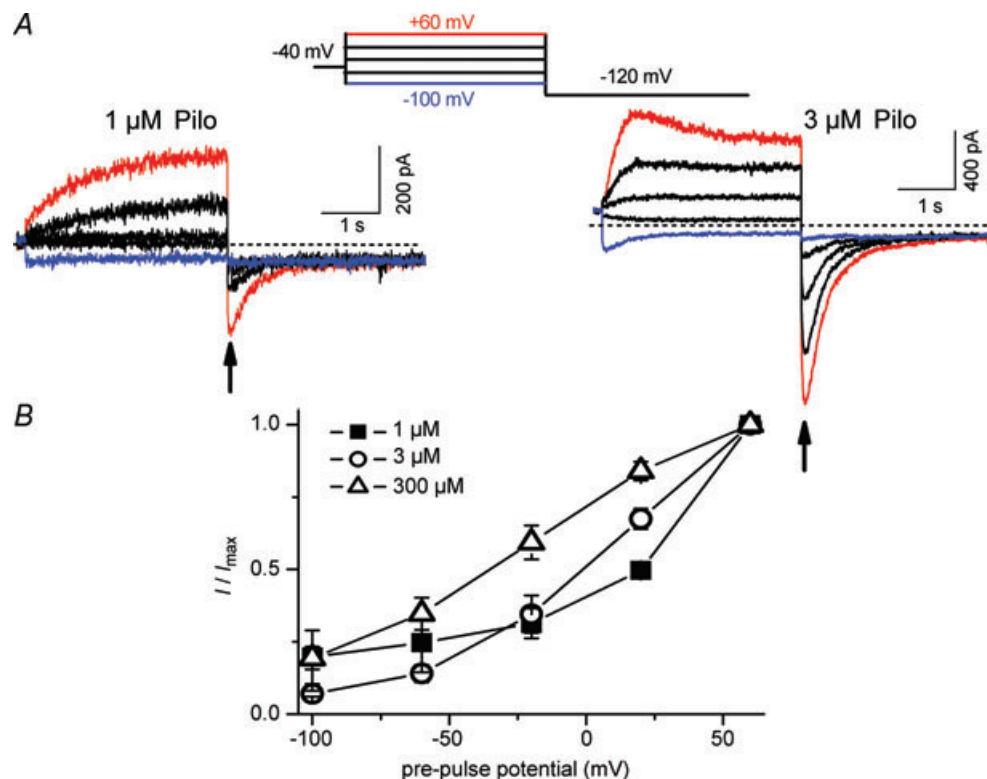 A
+60 mV
-40 mV
-120 mV
-100 mV
1 µM Pilo
3 µM Pilo
200 pA
1 s
400 pA
1 s
B
1.0
0.5
0.0
I / Imax
1 µM
3 µM
300 µM
-100
-50
0
50
pre-pulse potential (mV)